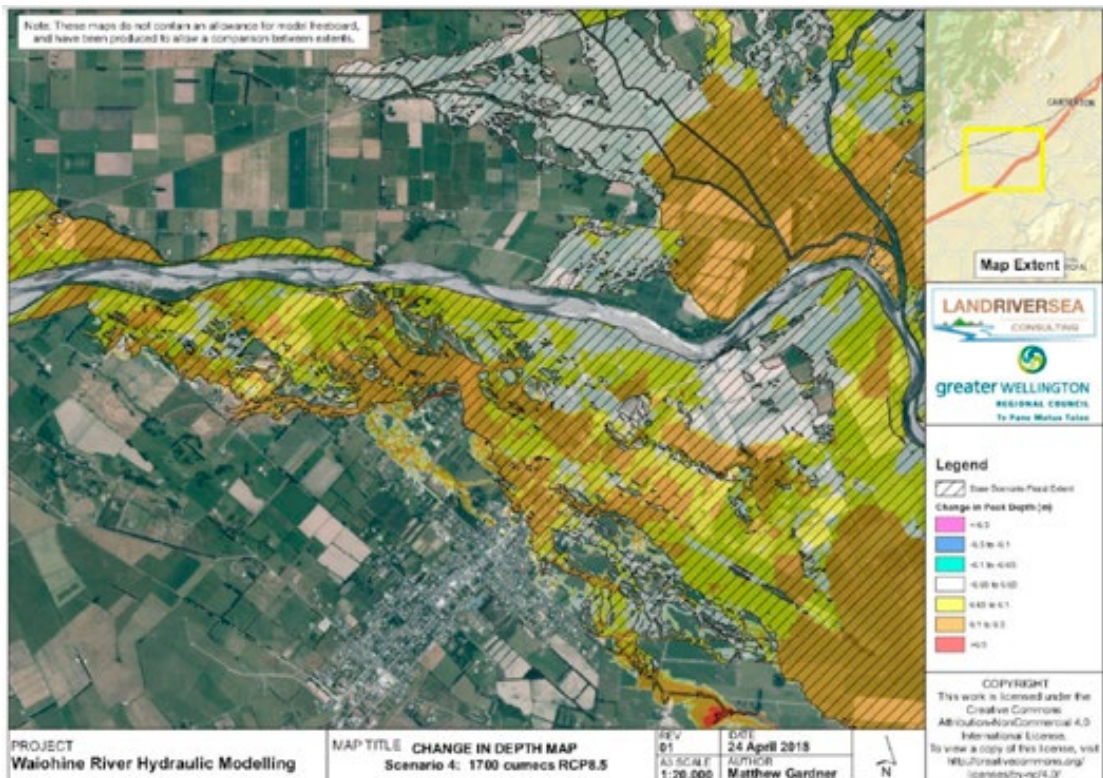 Note: These maps do not contain an allowance for model freeboard,
and have been produced to allow a comparison between extents.
CARTERTON
Map Extent
LANDRIVERSEA
CONSULTING
greater WELLINGTON
REGIONAL COUNCIL
Te Pane Matua Taiao
Legend
Base Scenario Flood Extent
Change in Peak Depth (m)
COPYRIGHT
This work is licensed under the
Creative Commons
Attribution-NonCommercial 4.0
International License.
To view a copy of this license, visit
PROJECT
Waiohine River Hydraulic Modelling
MAP TITLE CHANGE IN DEPTH MAP
Scenario 4: 1700 cumecs RCP8.5
REV
01
DATE
24 April 2018
A3 SCALE
1:20,000
AUTHOR
Matthew Gardner
N